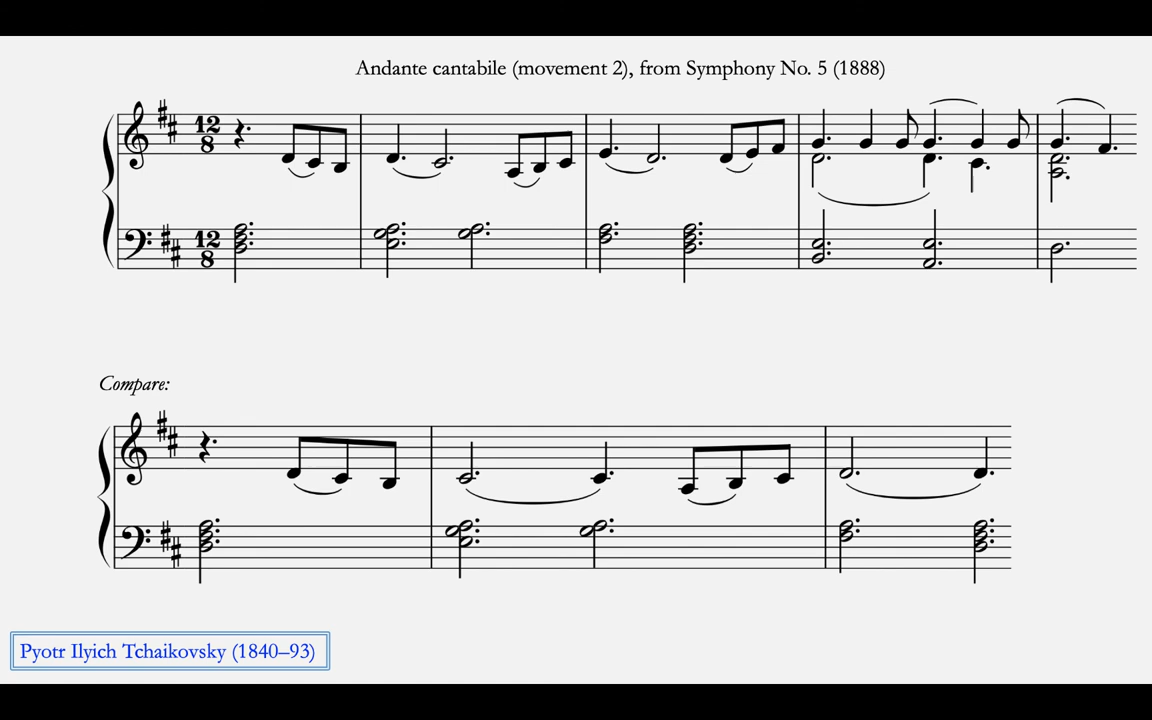 Andante cantabile (movement 2), from Symphony No. 5 (1888)
12
8
12
8
Compare:
Pyotr Ilyich Tchaikovsky (1840–93)